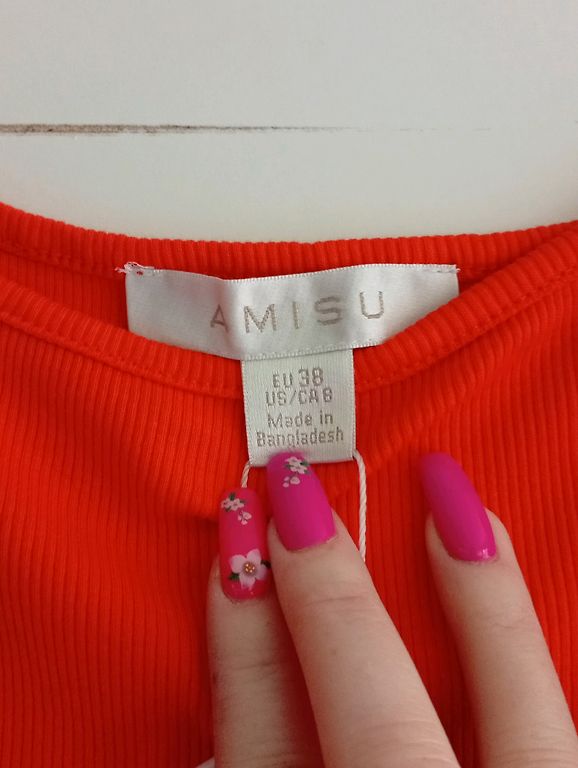 AMISU
EU 38
US/CA 8
Made in
Bangladesh